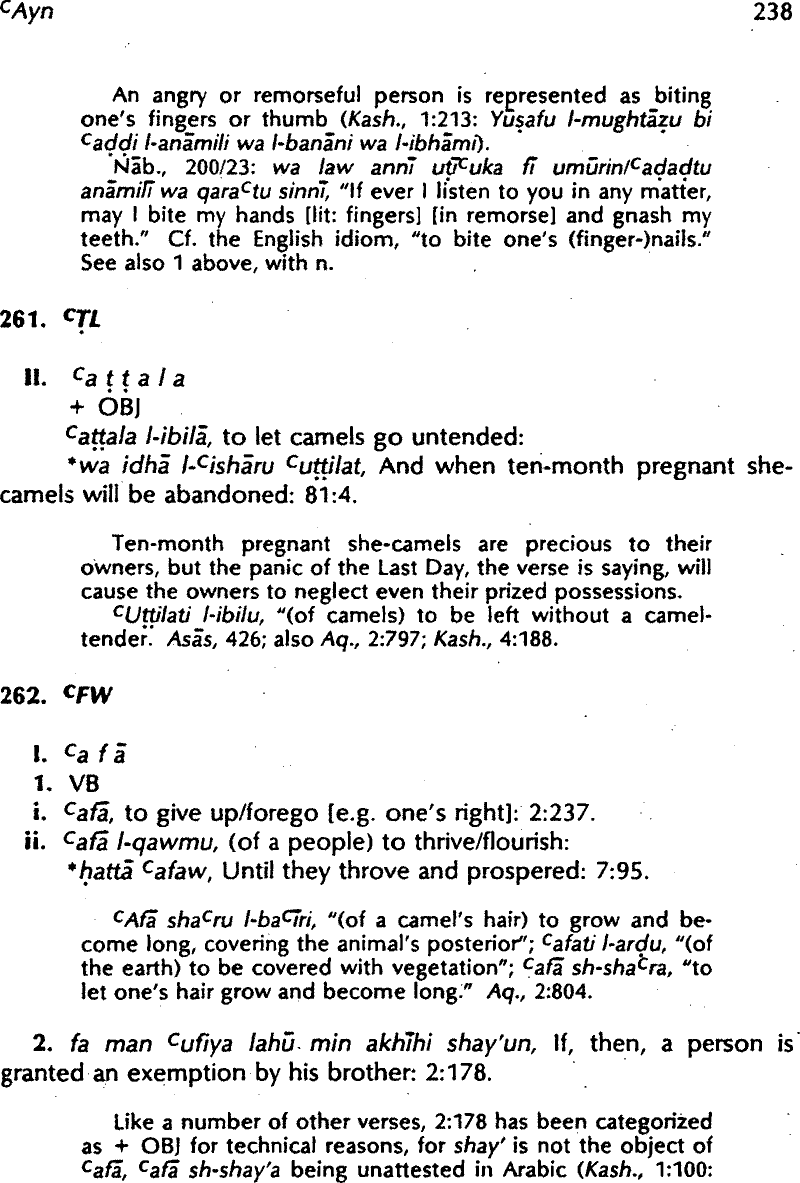 ᶜAyn 238
An angry or remorseful person is represented as biting
one's fingers or thumb (Kash., 1:213: Yūṣafu l-mughtāẓu bi
ᶜaḍḍi l-anāmili wa l-banāni wa l-ibhāmi).
Nāb., 200/23: wa law annī uṭīᶜuka fī umūrin/ᶜaḍaḍtu
anāmilī wa qaraᶜtu sinnī, "If ever I listen to you in any matter,
may I bite my hands [lit: fingers] [in remorse] and gnash my
teeth." Cf. the English idiom, "to bite one's (finger-)nails."
See also 1 above, with n.
261. ᶜṬL
II. ᶜa ṭ ṭ a l a
+ OBJ
ᶜaṭṭala l-ibilā, to let camels go untended:
*wa idhā l-ᶜishāru ᶜuṭṭilat, And when ten-month pregnant she-
camels will be abandoned: 81:4.
Ten-month pregnant she-camels are precious to their
owners, but the panic of the Last Day, the verse is saying, will
cause the owners to neglect even their prized possessions.
ᶜUṭṭilati l-ibilu, "(of camels) to be left without a camel-
tender. Asās, 426; also Aq., 2:797; Kash., 4:188.
262. ᶜFW
I. ᶜa f ā
1. VB
i. ᶜafā, to give up/forego [e.g. one's right]: 2:237.
ii. ᶜafā l-qawmu, (of a people) to thrive/flourish:
*ḥattā ᶜafaw, Until they throve and prospered: 7:95.
ᶜAfā shaᶜru l-baᶜīri, "(of a camel's hair) to grow and be-
come long, covering the animal's posterior"; ᶜafati l-arḍu, "(of
the earth) to be covered with vegetation"; ᶜafā sh-shaᶜra, "to
let one's hair grow and become long." Aq., 2:804.
2. fa man ᶜufiya lahū min akhīhi shay'un, If, then, a person is
granted an exemption by his brother: 2:178.
Like a number of other verses, 2:178 has been categorized
as + OBJ for technical reasons, for shay' is not the object of
ᶜafā, ᶜafā sh-shay'a being unattested in Arabic (Kash., 1:100: